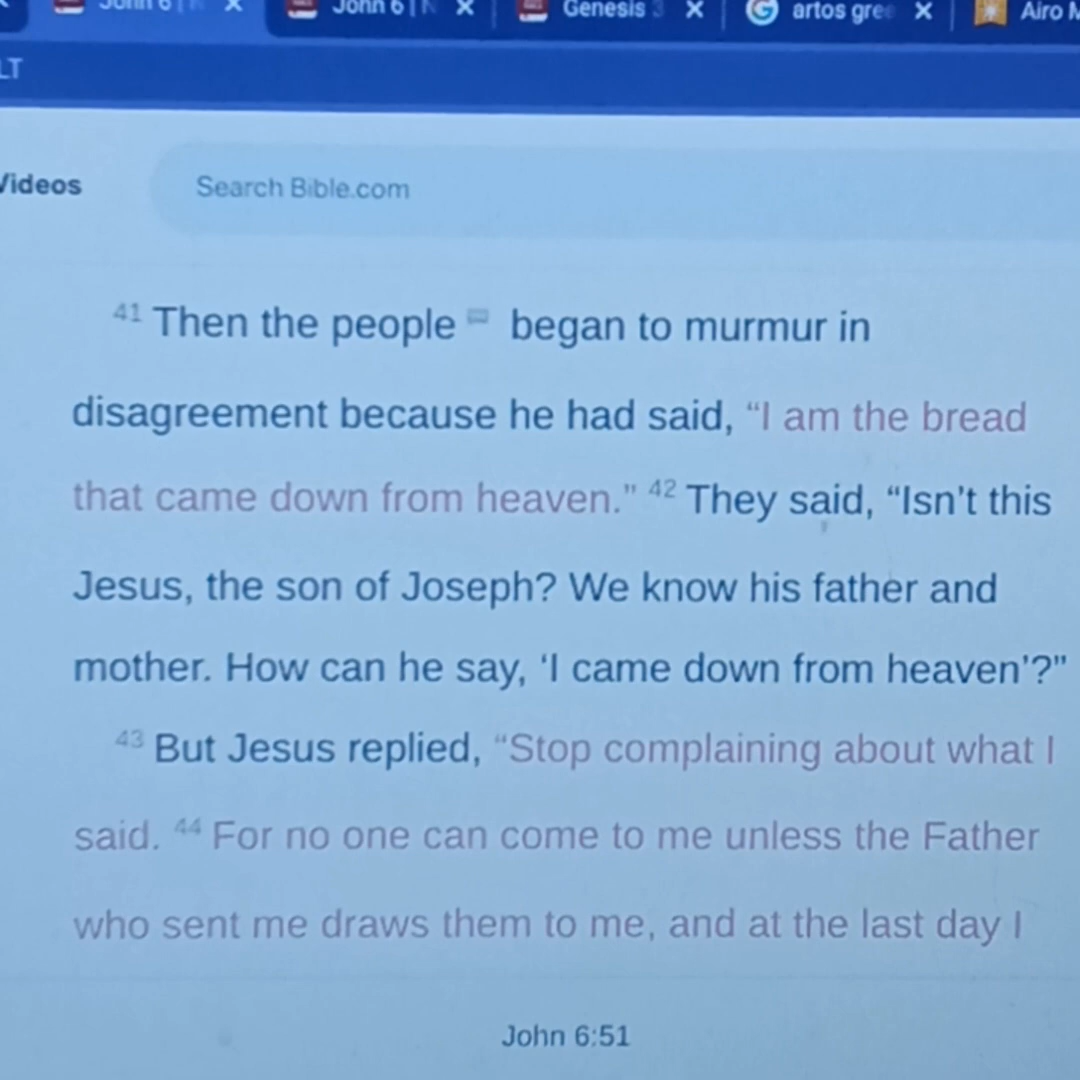 John 6 | N × John 6 | N × Genesis 3 × artos gre × Airo
LT
Videos
Search Bible.com
41 Then the people began to murmur in
disagreement because he had said, “I am the bread
that came down from heaven.” 42 They said, “Isn’t this
Jesus, the son of Joseph? We know his father and
mother. How can he say, ‘I came down from heaven’?”
43 But Jesus replied, “Stop complaining about what I
said. 44 For no one can come to me unless the Father
who sent me draws them to me, and at the last day I
John 6:51